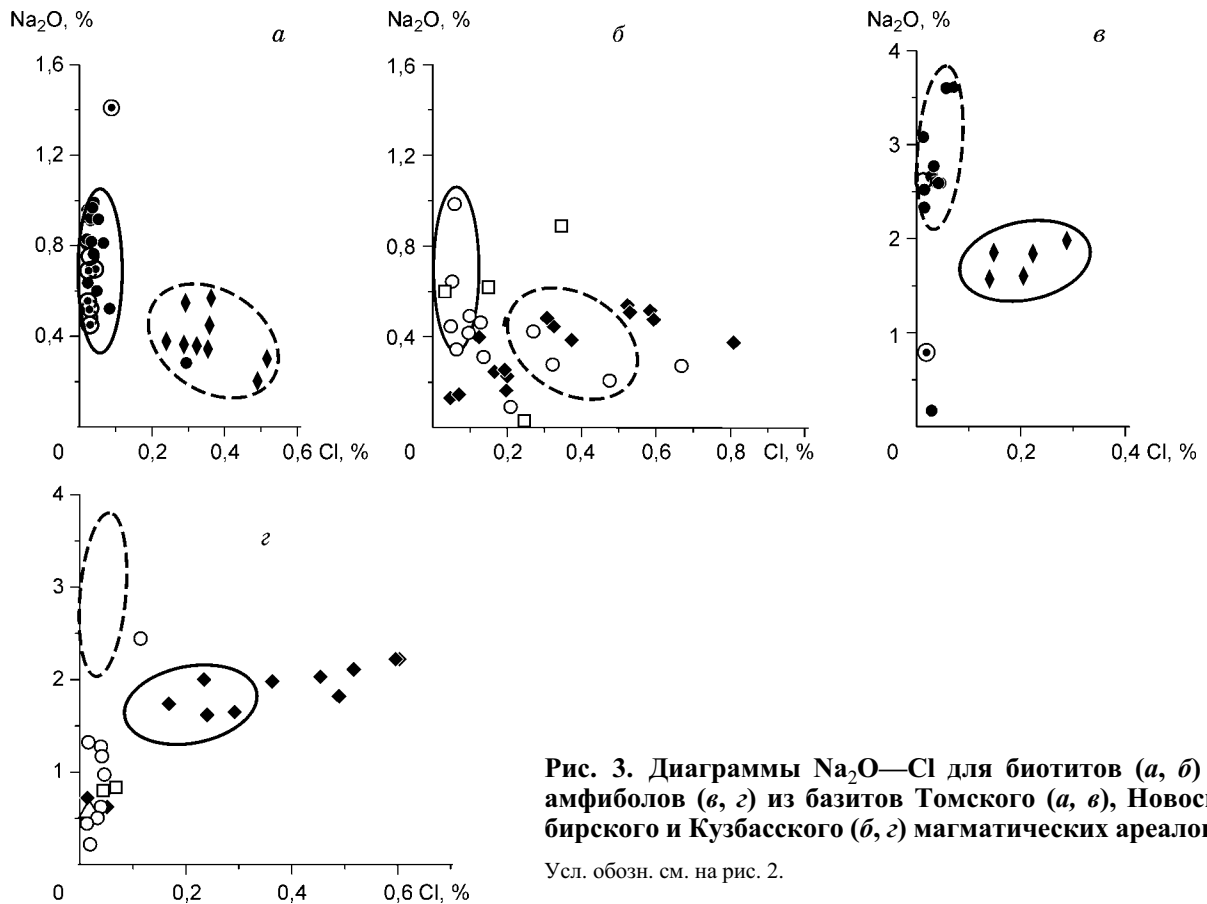 Na₂O, %
а
1,6
1,2
0,8
0,4
0
0,2
0,4
0,6 Cl, %
Na₂O, %
б
1,6
1,2
0,8
0,4
0
0,2
0,4
0,6
0,8
Cl, %
Na₂O, %
в
4
3
2
1
0
0,2
0,4 Cl, %
4
г
3
2
1
0
0,2
0,4
0,6 Cl, %
Рис. 3. Диаграммы Na₂O—Cl для биотитов (а, б)
амфиболов (в, г) из базитов Томского (а, в), Новоси
бирского и Кузбасского (б, г) магматических ареало
Усл. обозн. см. на рис. 2.